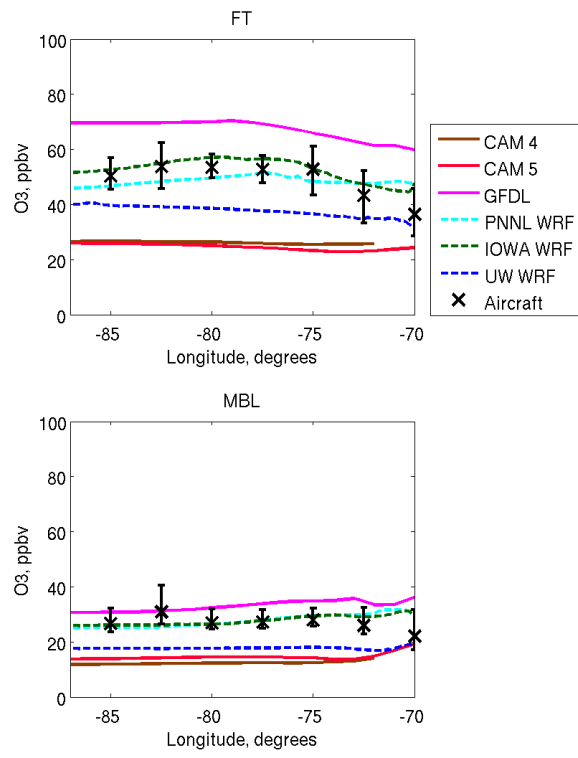 FT
100
80
60
40
20
0
O3, ppbv
-85
-80
-75
-70
Longitude, degrees
CAM 4
CAM 5
GFDL
PNNL WRF
IOWA WRF
UW WRF
Aircraft
MBL
100
80
60
40
20
0
O3, ppbv
-85
-80
-75
-70
Longitude, degrees